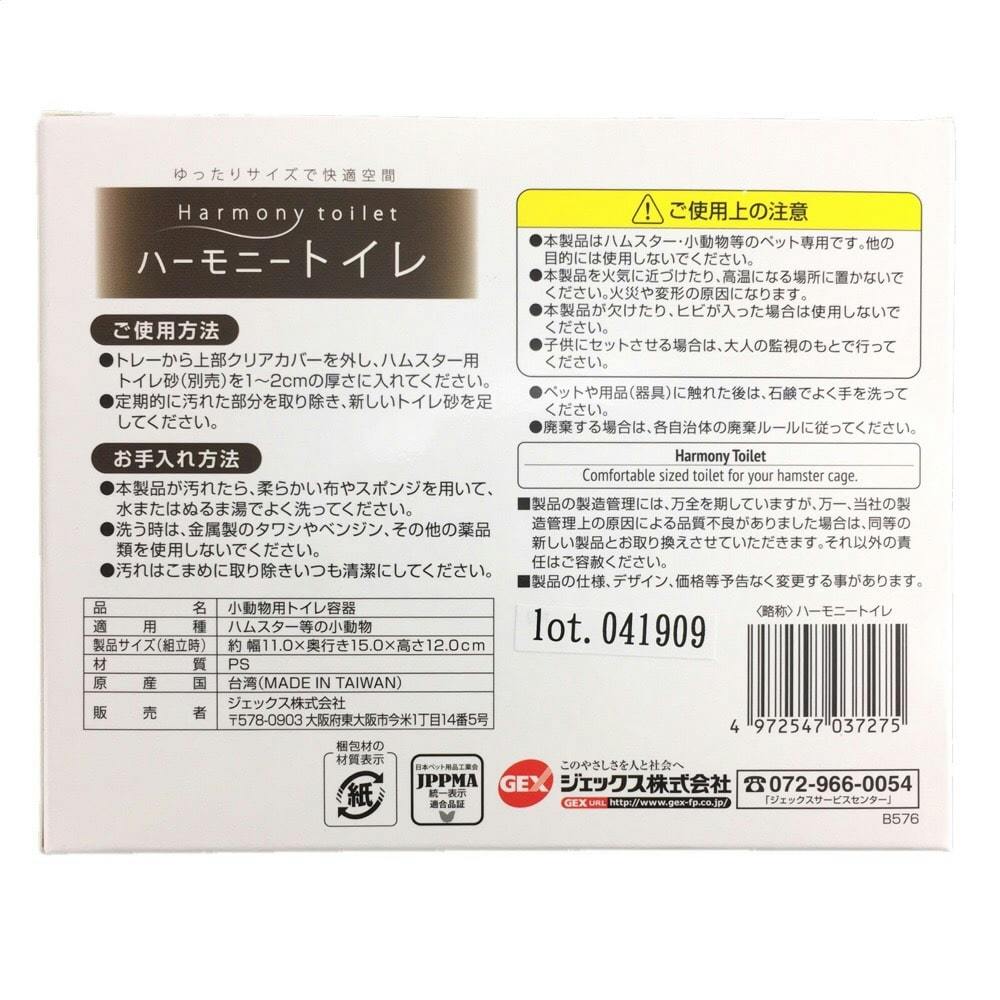 ゆったりサイズで快適空間
Harmony toilet
ハーモニートイレ
ご使用方法
●トレーから上部クリアカバーを外し、ハムスター用
トイレ砂(別売)を1〜2cmの厚さに入れてください。
●定期的に汚れた部分を取り除き、新しいトイレ砂を足
してください。
お手入れ方法
●本製品が汚れたら、柔らかい布やスポンジを用いて、
水またはぬるま湯でよく洗ってください。
●洗う時は、金属製のタワシやベンジン、その他の薬品
類を使用しないでください。
●汚れはこまめに取り除きいつも清潔にしてください。
品名 小動物用トイレ容器
適用種 ハムスター等の小動物
製品サイズ(組立時) 約 幅11.0×奥行き15.0×高さ12.0cm
材質 PS
原産国 台湾(MADE IN TAIWAN)
販売者 ジェックス株式会社
〒578-0903 大阪府東大阪市今米1丁目14番5号
梱包材の
材質表示
紙
日本ペット用品工業会
JPPMA
統一表示
適合品証
ご使用上の注意
●本製品はハムスター・小動物等のペット専用です。他の
目的には使用しないでください。
●本製品を火気に近づけたり、高温になる場所に置かないで
ください。火災や変形の原因になります。
●本製品が欠けたり、ヒビが入った場合は使用しないで
ください。
●子供にセットさせる場合は、大人の監視のもとで行って
ください。
●ペットや用品(器具)に触れた後は、石鹸でよく手を洗って
ください。
●廃棄する場合は、各自治体の廃棄ルールに従ってください。
Harmony Toilet
Comfortable sized toilet for your hamster cage.
■製品の製造管理には、万全を期していますが、万一、当社の製
造管理上の原因による品質不良がありました場合は、同等の
新しい製品とお取り換えさせていただきます。それ以外の責
任はご容赦ください。
■製品の仕様、デザイン、価格等予告なく変更する事があります。
lot. 041909
〈略称〉ハーモニートイレ
4 972547 037275
このやさしさを人と社会へ
GEX ジェックス株式会社
GEX URL http://www.gex-fp.co.jp/
☎072-966-0054
「ジェックスサービスセンター」
B576